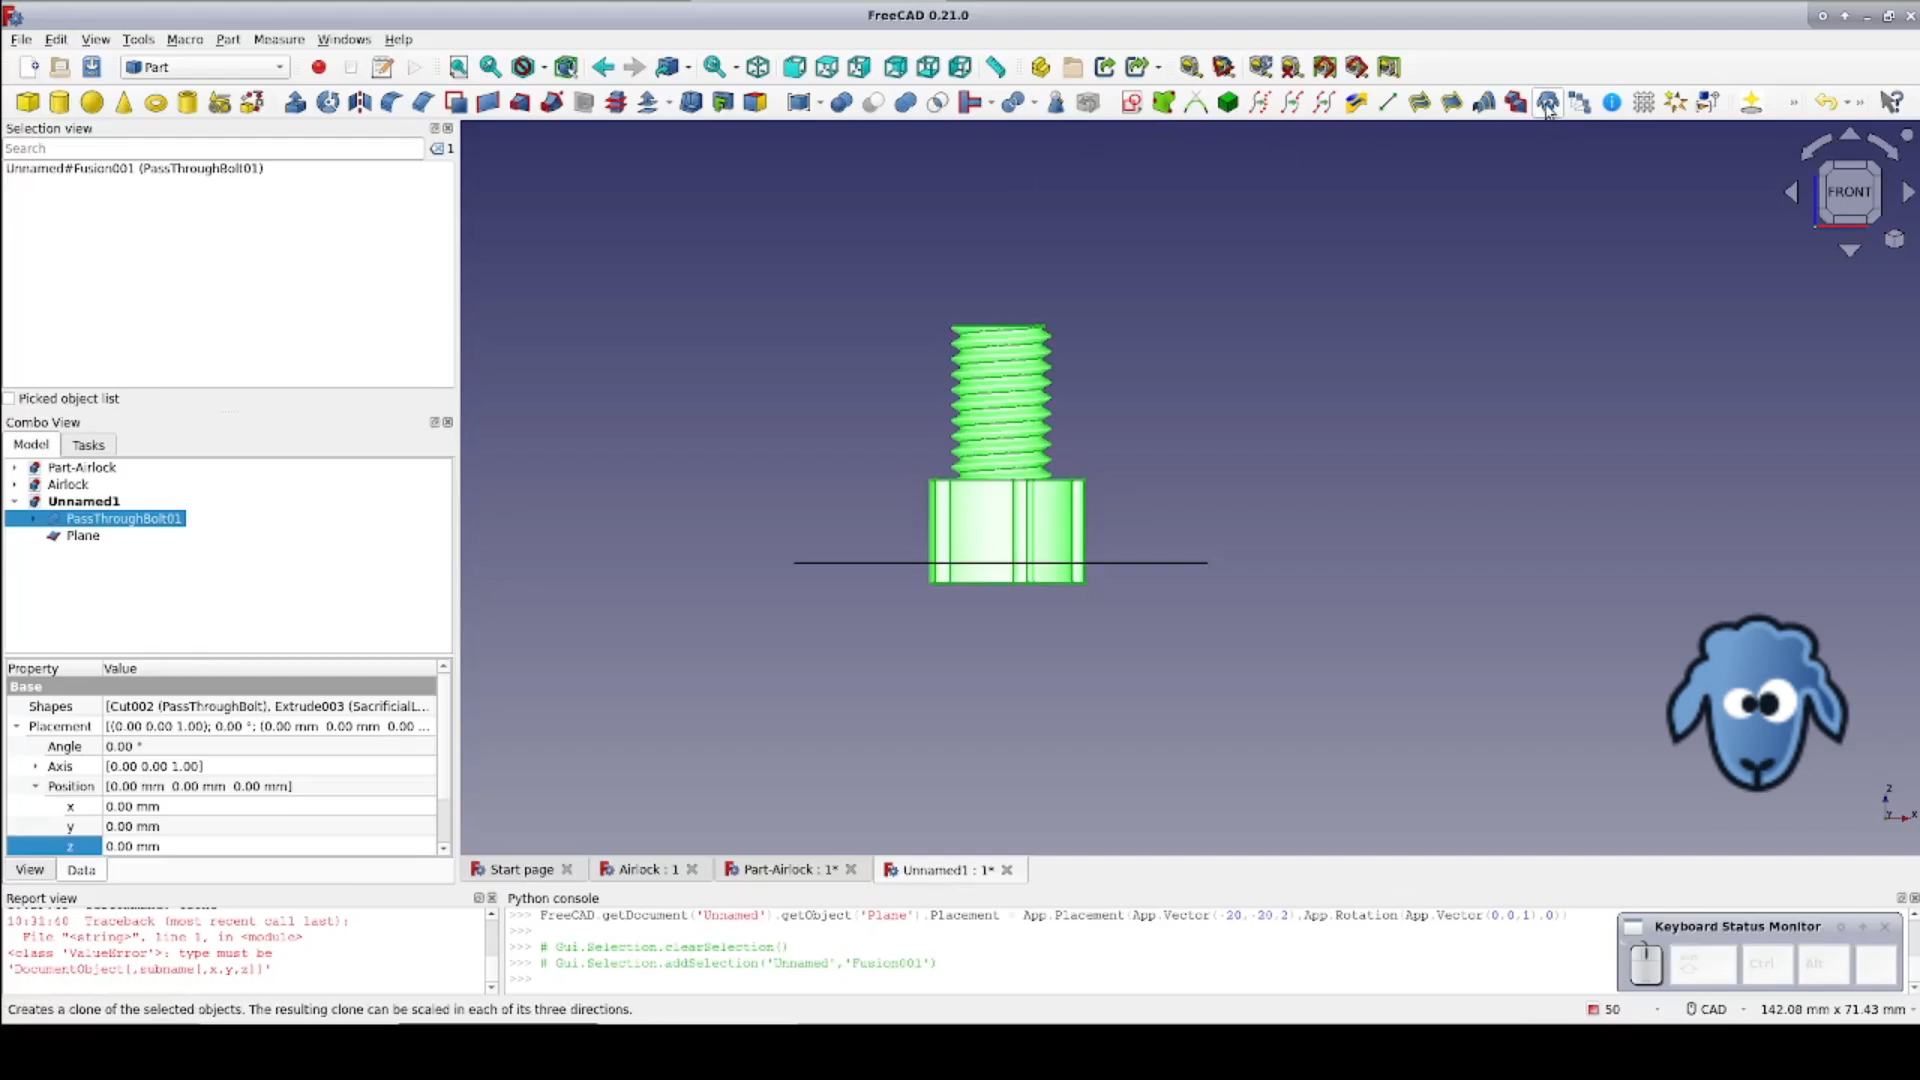 FreeCAD 0.21.0
File Edit View Tools Macro Part Measure Windows Help
Part
Selection view
Search
1
Unnamed#Fusion001 (PassThroughBolt01)
Picked object list
Combo View
Model Tasks
Part-Airlock
Airlock
Unnamed1
PassThroughBolt01
Plane
Property Value
Base
Shapes [Cut002 (PassThroughBolt), Extrude003 (SacrificialL...
Placement [(0.00 0.00 1.00); 0.00 °; (0.00 mm 0.00 mm 0.00 ...
Angle 0.00 °
Axis [0.00 0.00 1.00]
Position [0.00 mm 0.00 mm 0.00 mm]
x 0.00 mm
y 0.00 mm
z 0.00 mm
View Data
FRONT
Z
Y
X
Start page
Airlock : 1
Part-Airlock : 1*
Unnamed1 : 1*
Report view
10:31:40 Traceback (most recent call last):
File "<string>", line 1, in <module>
<class 'ValueError'>: type must be
'DocumentObject[,subname[,x,y,z]]'
Python console
>>> FreeCAD.getDocument('Unnamed').getObject('Plane').Placement = App.Placement(App.Vector(-20,-20,2),App.Rotation(App.Vector(0,0,1),0))
>>>
>>> # Gui.Selection.clearSelection()
>>> # Gui.Selection.addSelection('Unnamed','Fusion001')
>>>
Keyboard Status Monitor
Ctrl Alt
Creates a clone of the selected objects. The resulting clone can be scaled in each of its three directions.
50
CAD
142.08 mm x 71.43 mm